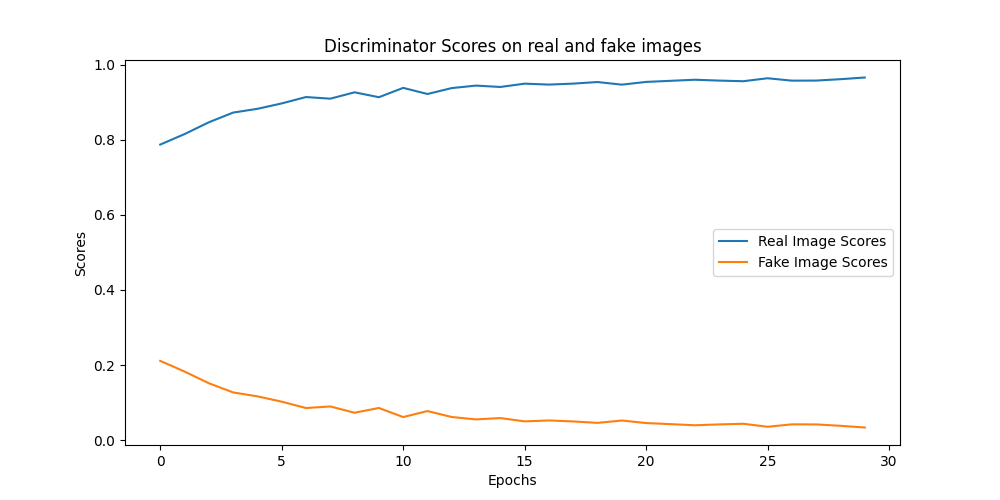 Discriminator Scores on real and fake images
1.0
0.8
0.6
0.4
0.2
0.0
Scores
Real Image Scores
Fake Image Scores
0 5 10 15 20 25 30
Epochs